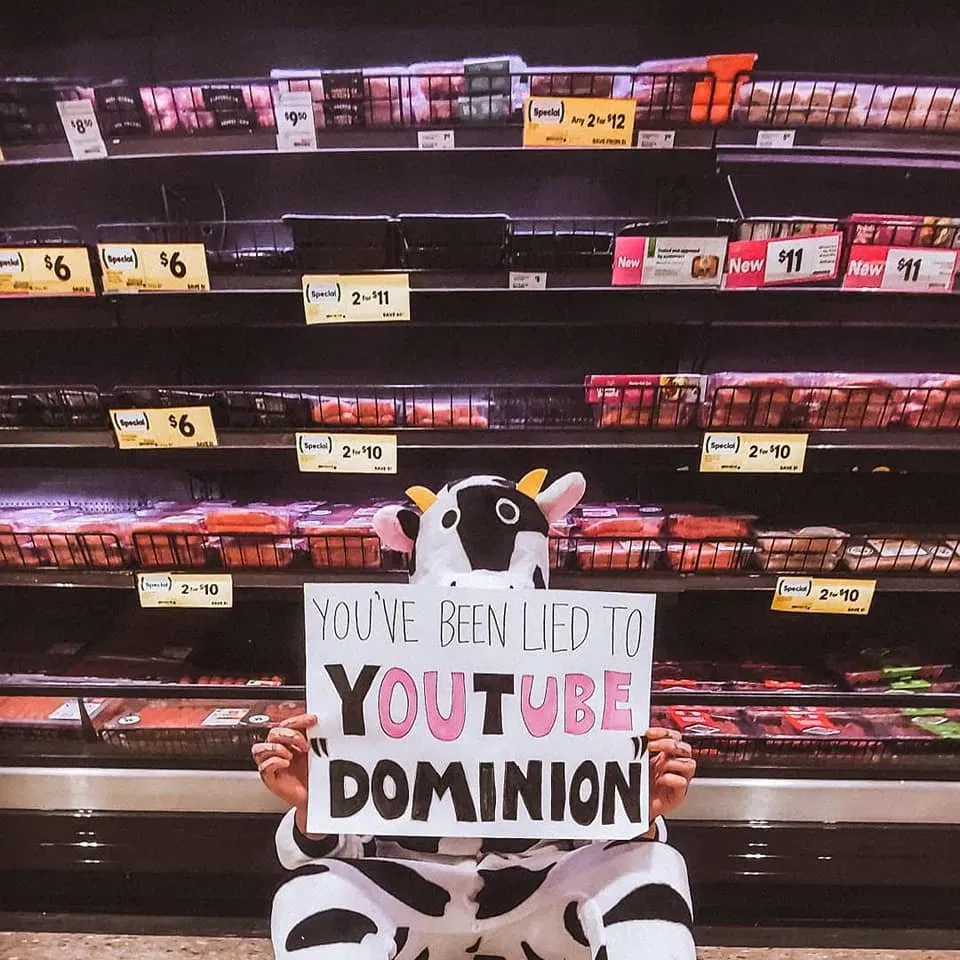 $8.50
$9.50
Special Any 2 for $12
Special $6
Special $6
Special 2 for $11
New
New $11
New $11
Special $6
Special 2 for $10
Special 2 for $10
Special 2 for $10
Special 2 for $10
YOU'VE BEEN LIED TO
YOUTUBE
"DOMINION"